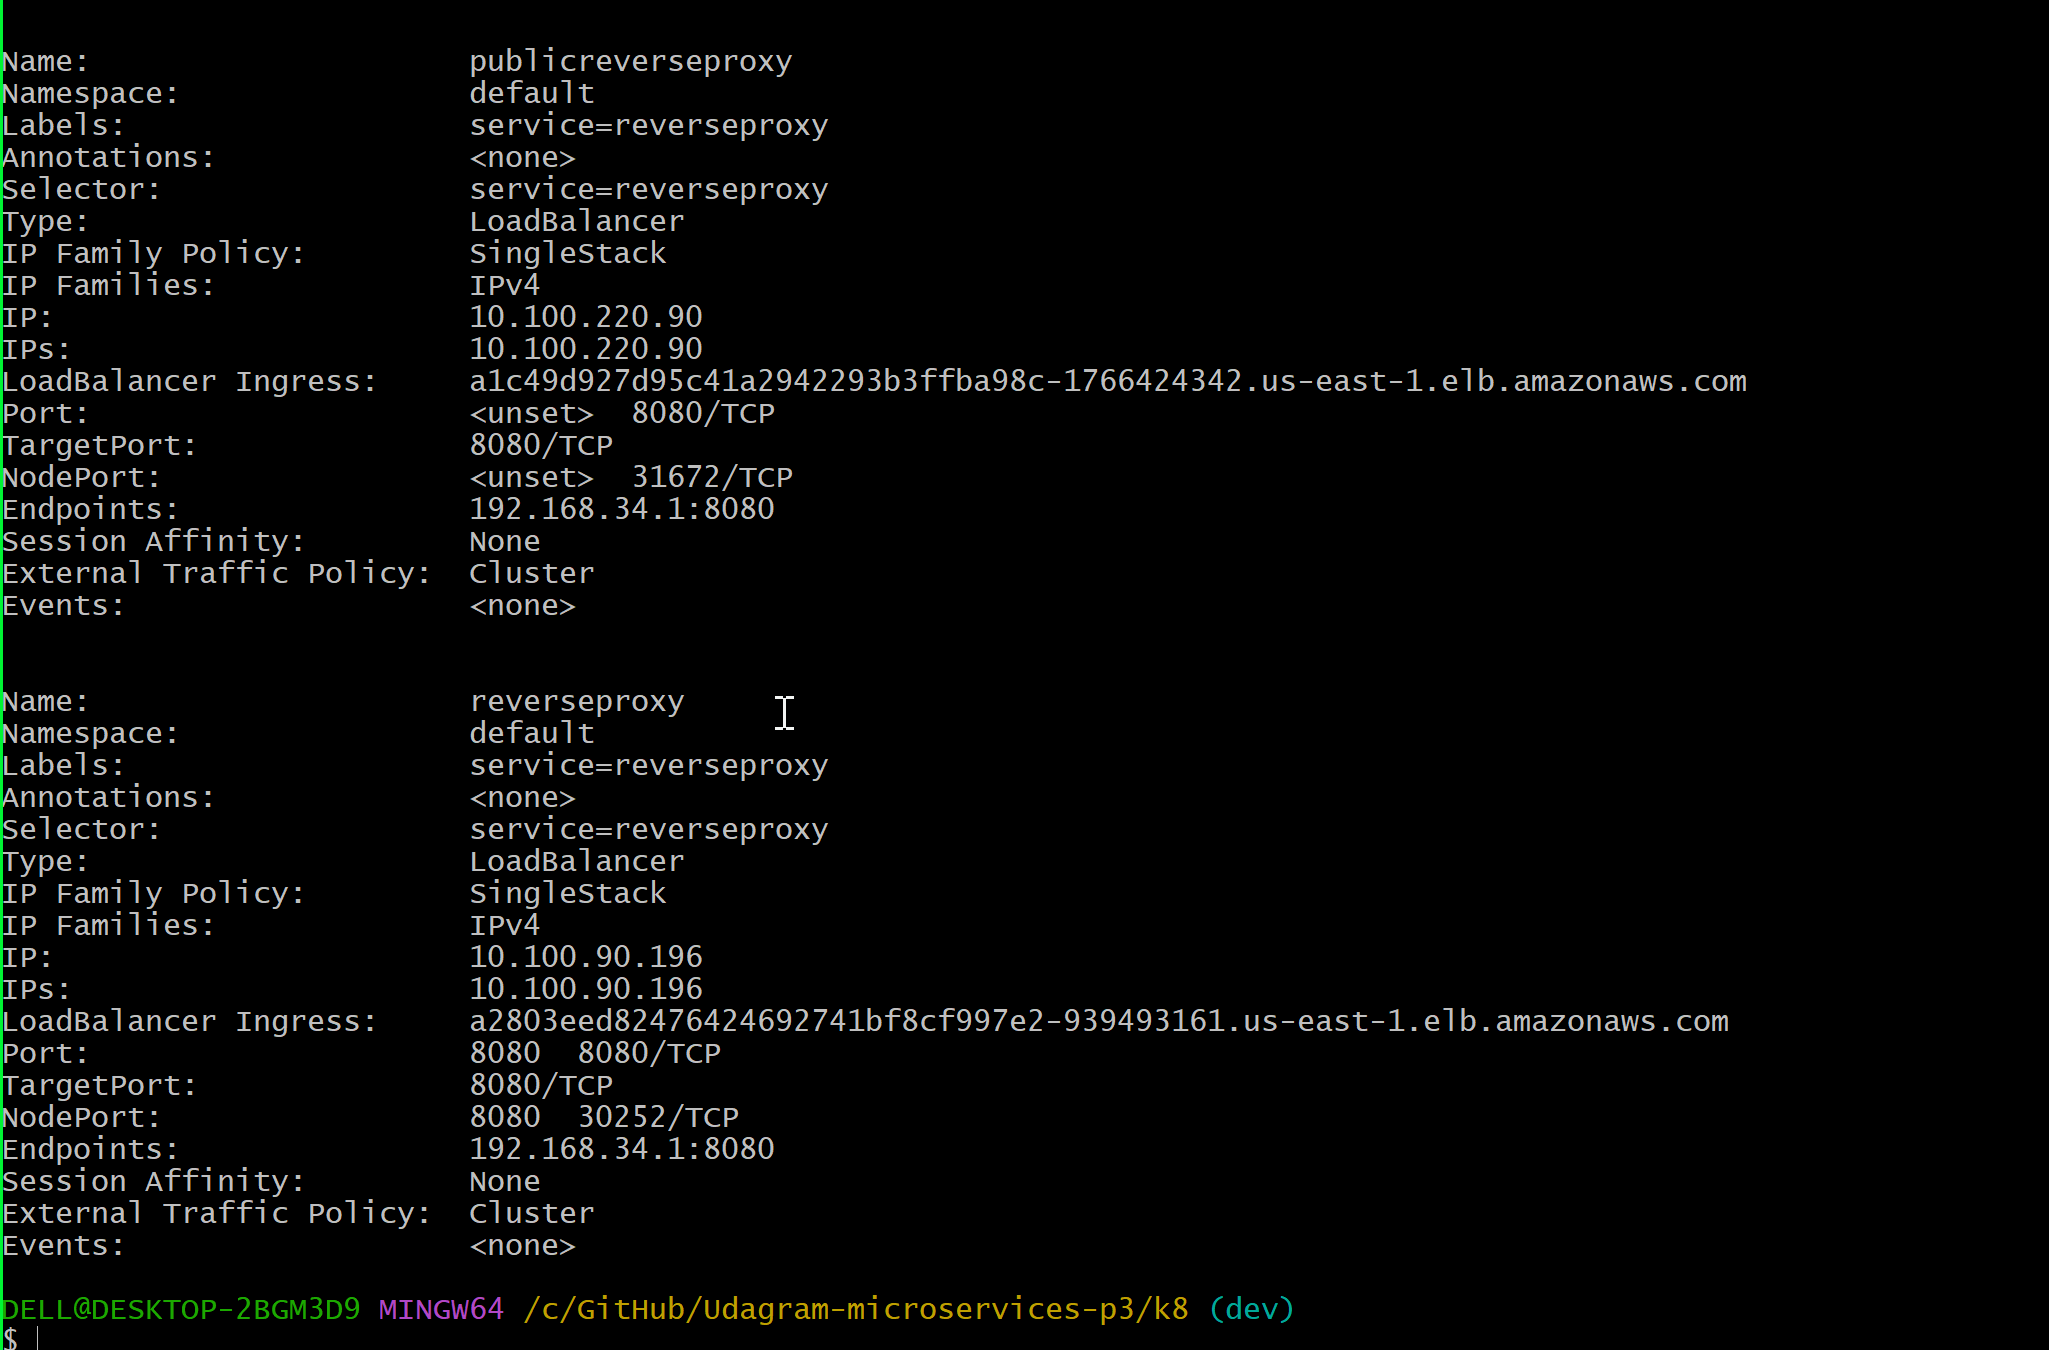 Name:                     publicreverseproxy
Namespace:                default
Labels:                   service=reverseproxy
Annotations:              <none>
Selector:                 service=reverseproxy
Type:                     LoadBalancer
IP Family Policy:         SingleStack
IP Families:              IPv4
IP:                       10.100.220.90
IPs:                      10.100.220.90
LoadBalancer Ingress:     a1c49d927d95c41a2942293b3ffba98c-1766424342.us-east-1.elb.amazonaws.com
Port:                     <unset>  8080/TCP
TargetPort:               8080/TCP
NodePort:                 <unset>  31672/TCP
Endpoints:                192.168.34.1:8080
Session Affinity:         None
External Traffic Policy:  Cluster
Events:                   <none>
Name:                     reverseproxy
Namespace:                default
Labels:                   service=reverseproxy
Annotations:              <none>
Selector:                 service=reverseproxy
Type:                     LoadBalancer
IP Family Policy:         SingleStack
IP Families:              IPv4
IP:                       10.100.90.196
IPs:                      10.100.90.196
LoadBalancer Ingress:     a2803eed82476424692741bf8cf997e2-939493161.us-east-1.elb.amazonaws.com
Port:                     8080  8080/TCP
TargetPort:               8080/TCP
NodePort:                 8080  30252/TCP
Endpoints:                192.168.34.1:8080
Session Affinity:         None
External Traffic Policy:  Cluster
Events:                   <none>
DELL@DESKTOP-2BGM3D9 MINGW64 /c/GitHub/Udagram-microservices-p3/k8 (dev)
$